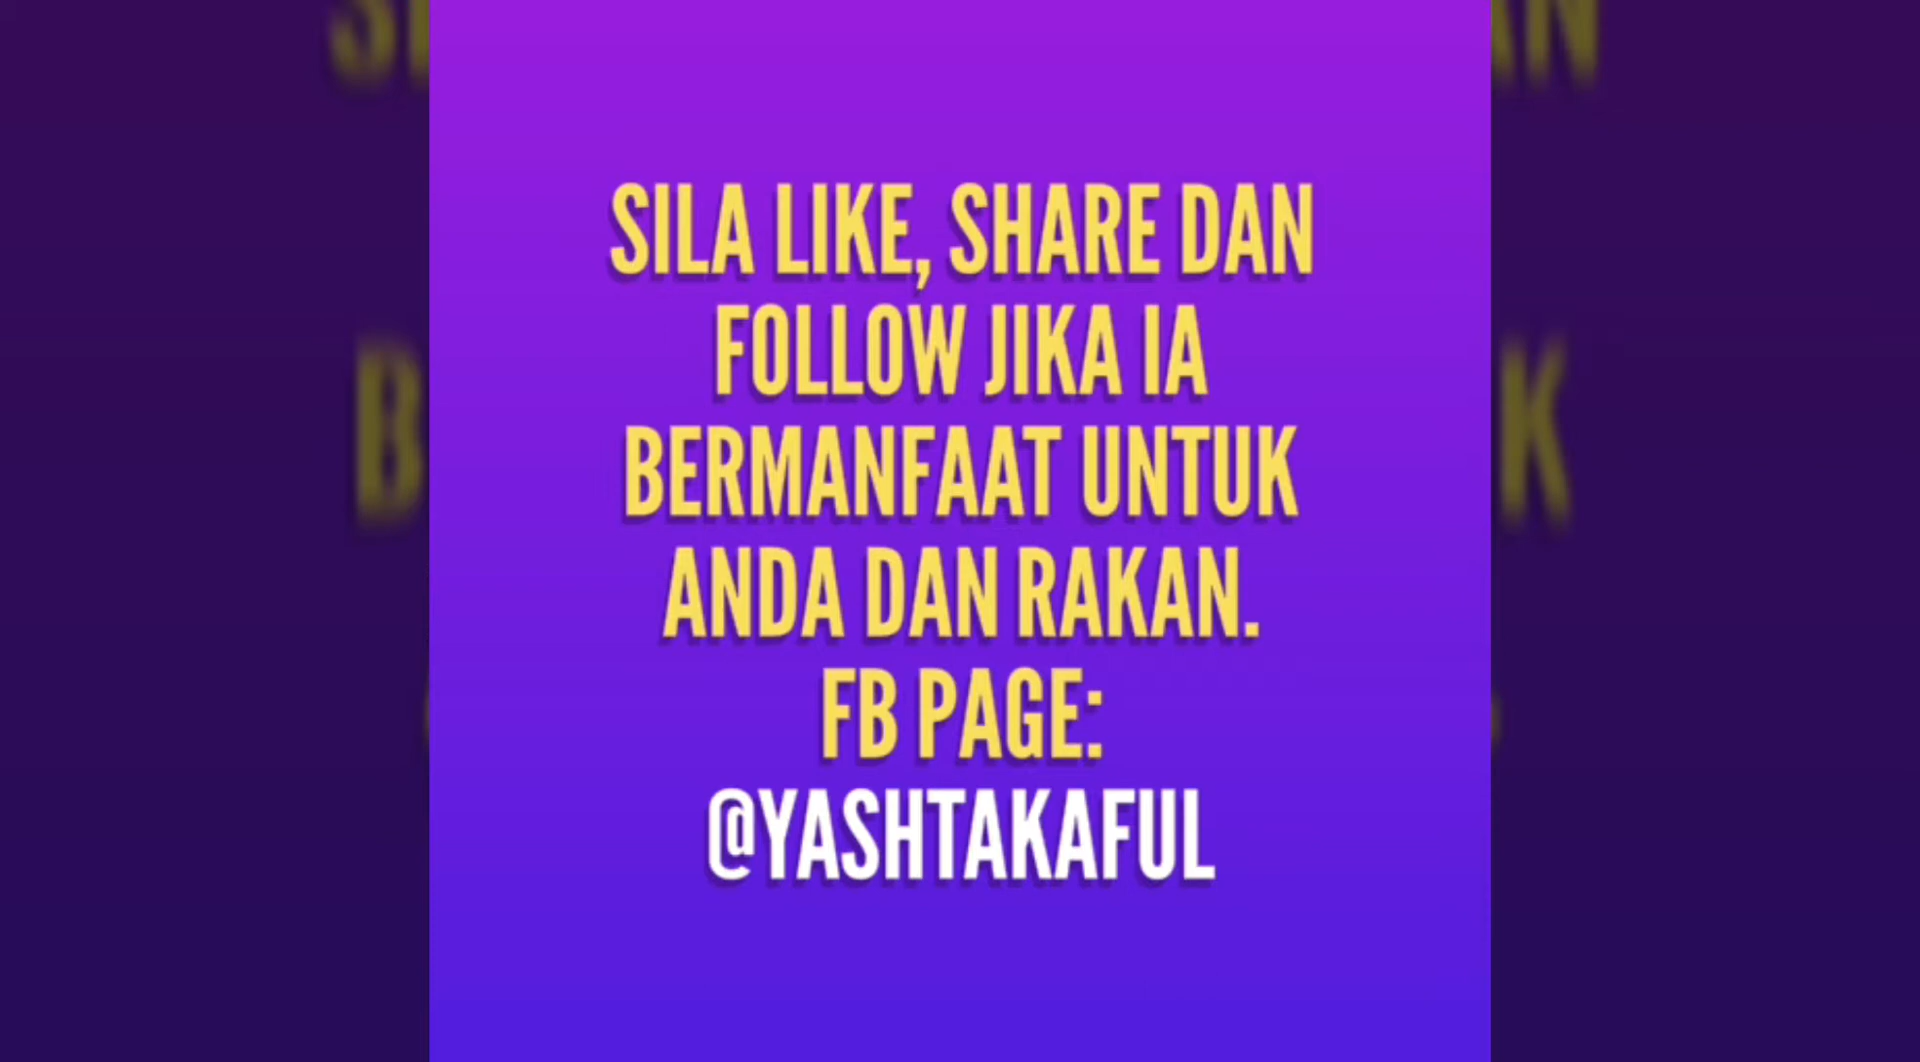 SILA LIKE, SHARE DAN
FOLLOW JIKA IA
BERMANFAAT UNTUK
ANDA DAN RAKAN.
FB PAGE:
@YASHTAKAFUL